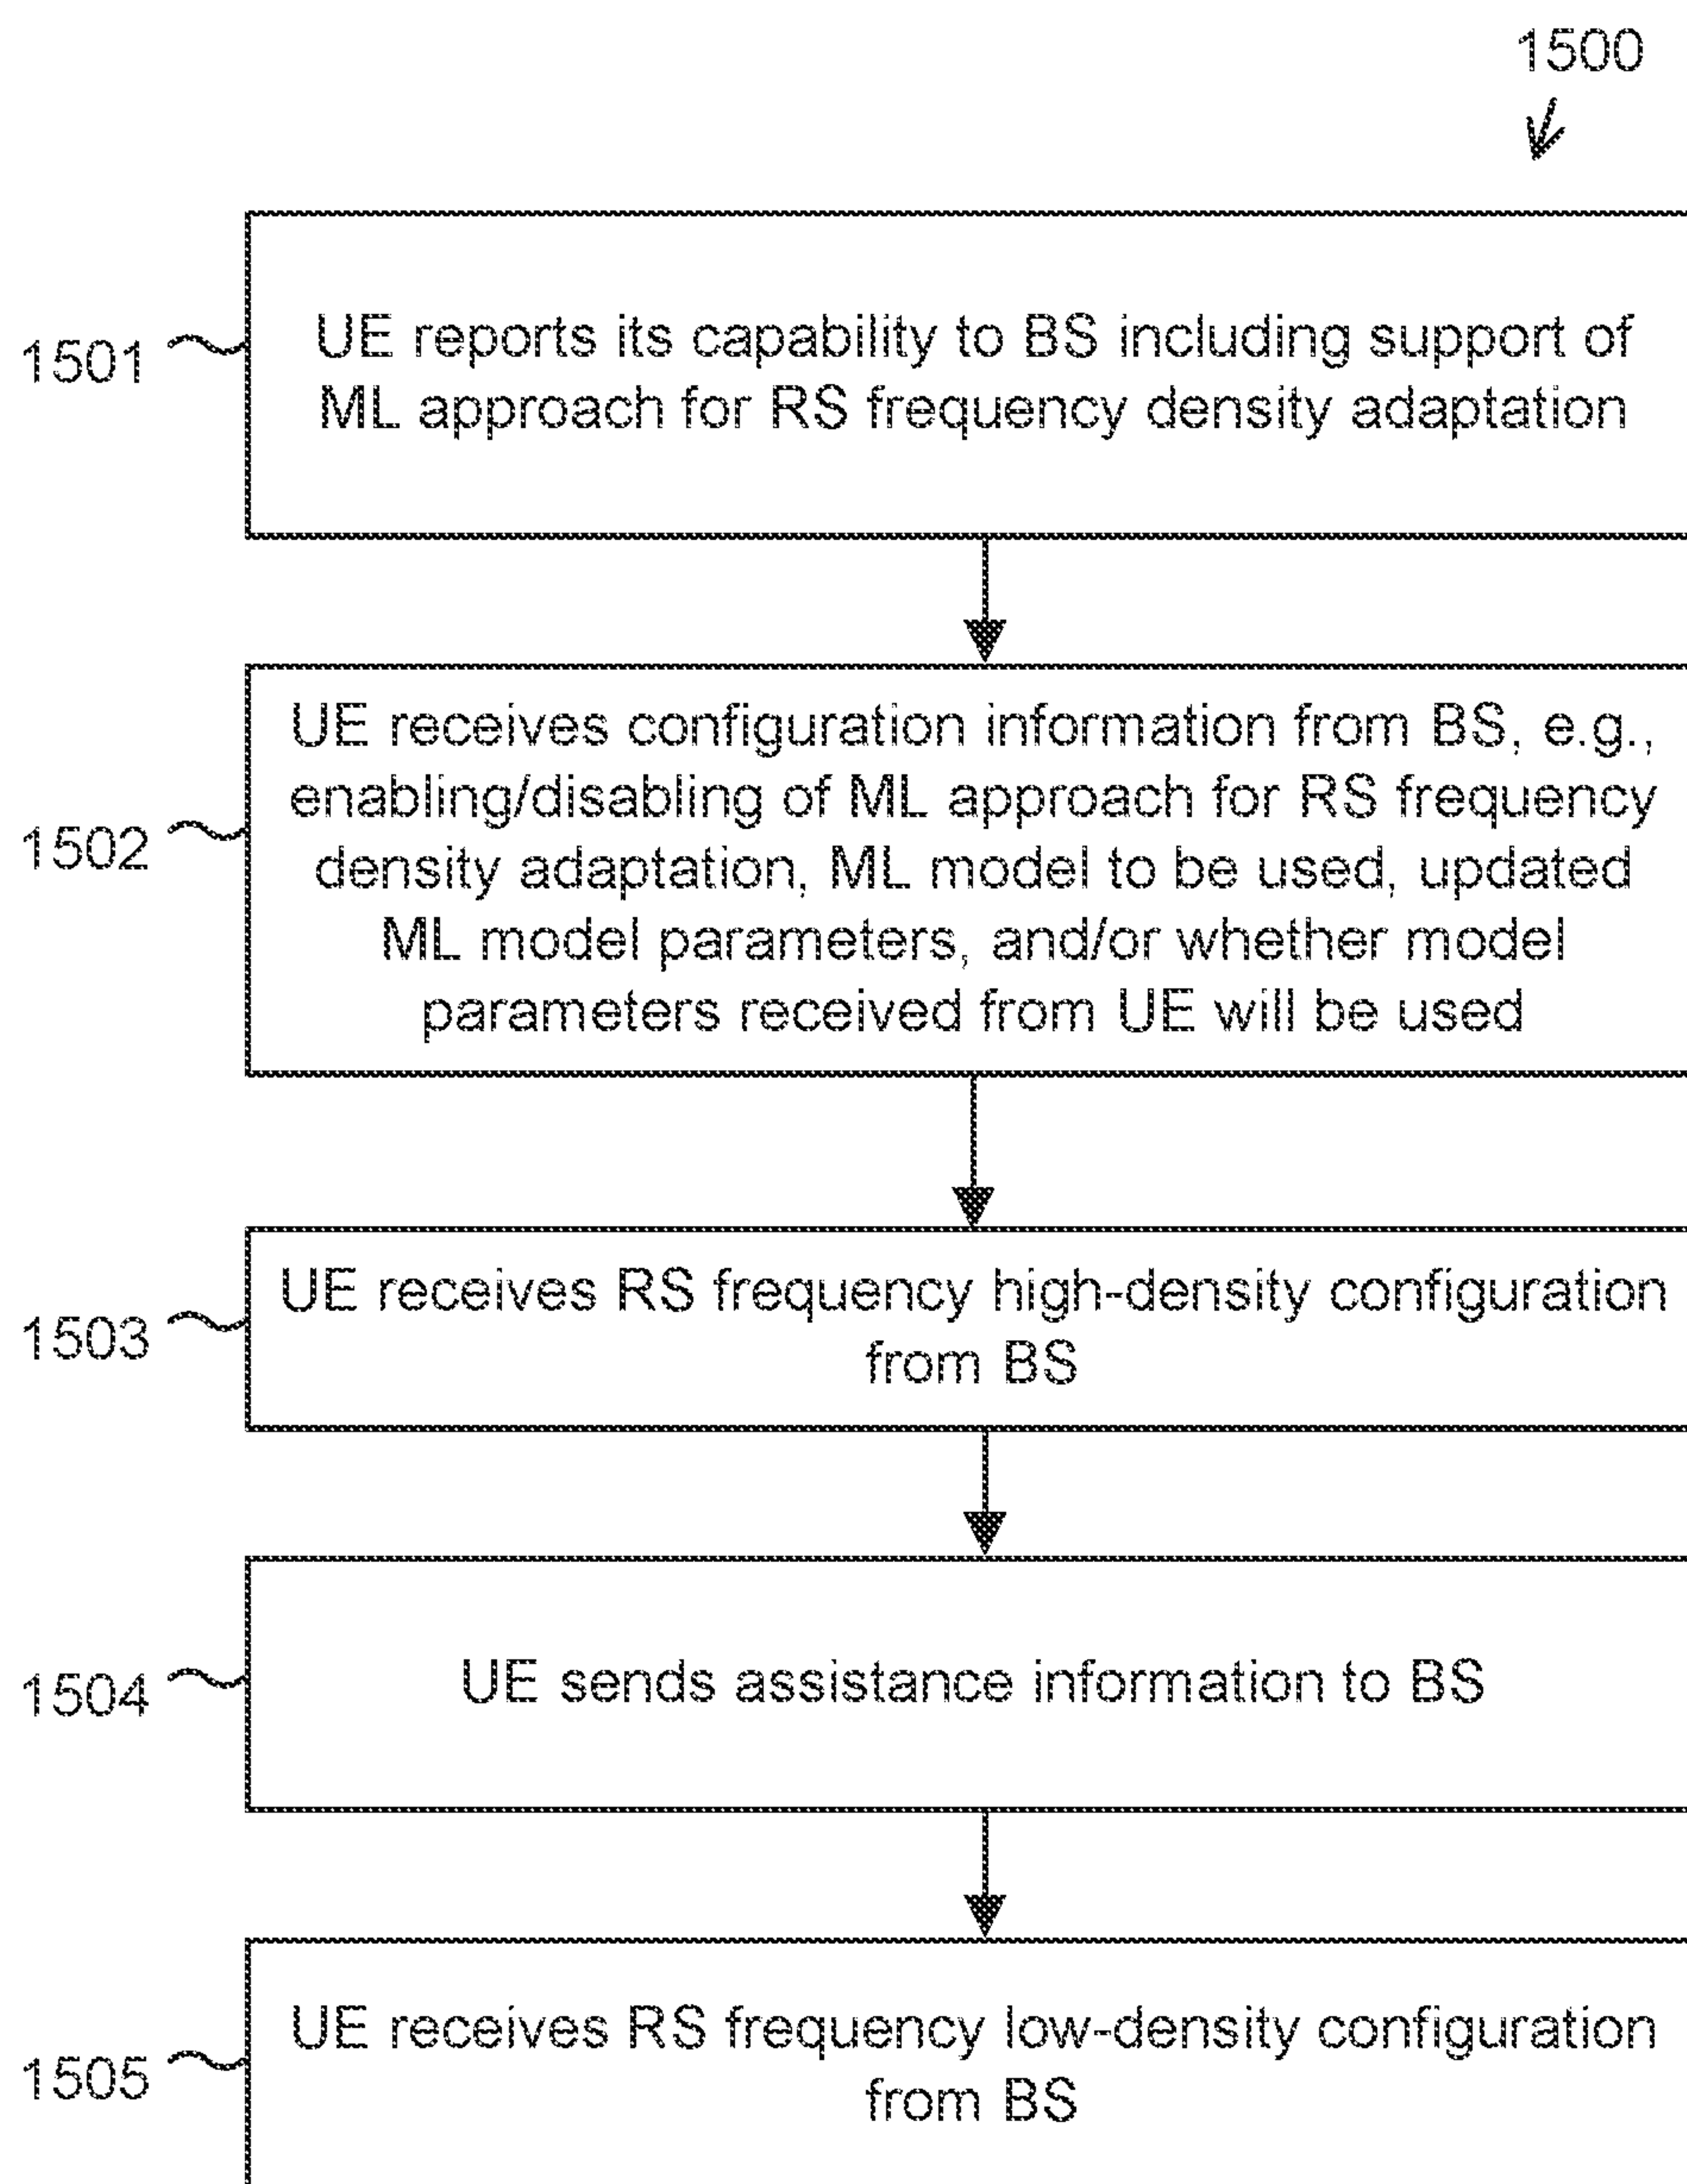 1500
1501
UE reports its capability to BS including support of
ML approach for RS frequency density adaptation
1502
UE receives configuration information from BS, e.g.,
enabling/disabling of ML approach for RS frequency
density adaptation, ML model to be used, updated
ML model parameters, and/or whether model
parameters received from UE will be used
1503
UE receives RS frequency high-density configuration
from BS
1504
UE sends assistance information to BS
1505
UE receives RS frequency low-density configuration
from BS